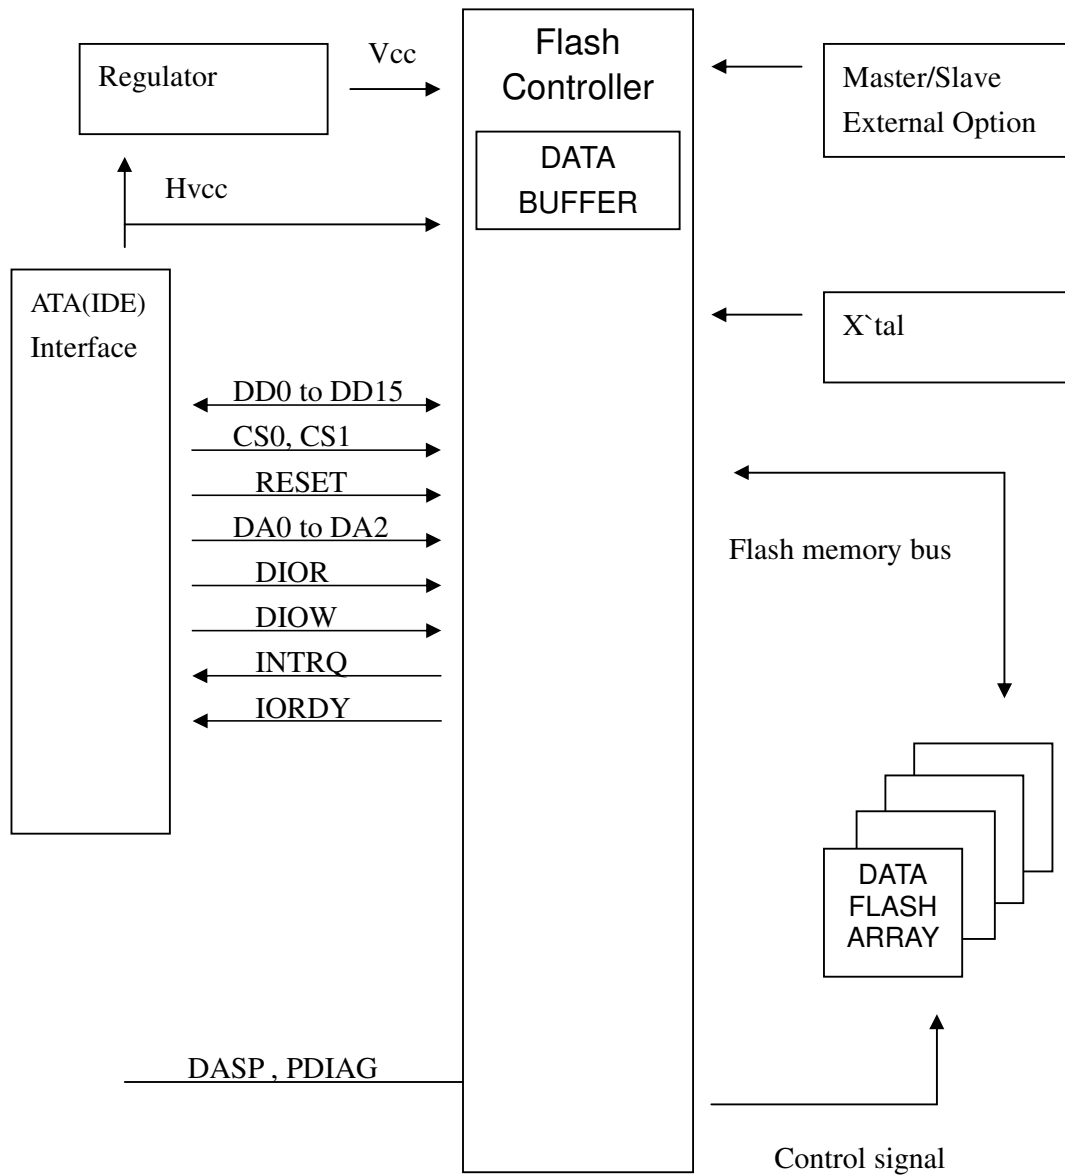 Flash
Controller
DATA
BUFFER
Regulator
Vcc
Hvcc
Master/Slave
External Option
ATA(IDE)
Interface
X`tal
DD0 to DD15
CS0, CS1
RESET
DA0 to DA2
DIOR
DIOW
INTRQ
IORDY
Flash memory bus
DATA
FLASH
ARRAY
DASP , PDIAG
Control signal